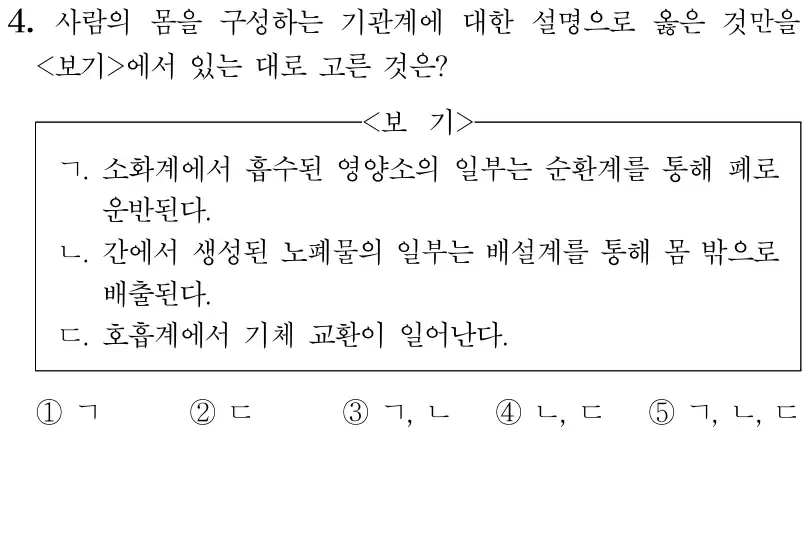 4. 사람의 몸을 구성하는 기관계에 대한 설명으로 옳은 것만을
<보기>에서 있는 대로 고른 것은?
<보 기>
ㄱ. 소화계에서 흡수된 영양소의 일부는 순환계를 통해 폐로
운반된다.
ㄴ. 간에서 생성된 노폐물의 일부는 배설계를 통해 몸 밖으로
배출된다.
ㄷ. 호흡계에서 기체 교환이 일어난다.
① ㄱ ② ㄷ ③ ㄱ, ㄴ ④ ㄴ, ㄷ ⑤ ㄱ, ㄴ, ㄷ